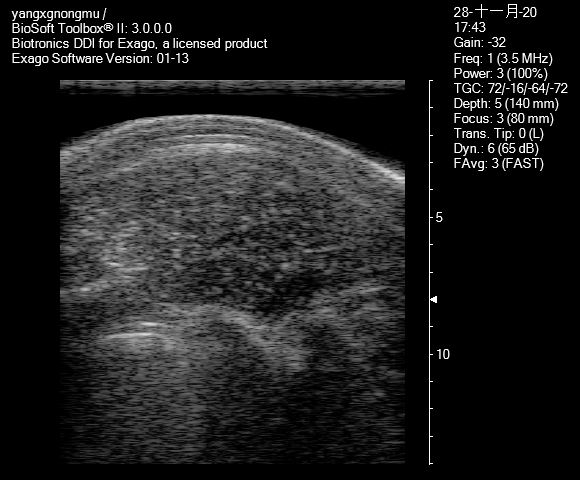 yangxgnongmu /
BioSoft Toolbox® II: 3.0.0.0
Biotronics DDI for Exago, a licensed product
Exago Software Version: 01-13
28-十一月-20
17:43
Gain: -32
Freq: 1 (3.5 MHz)
Power: 3 (100%)
TGC: 72/-16/-64/-72
Depth: 5 (140 mm)
Focus: 3 (80 mm)
Trans. Tip: 0 (L)
Dyn.: 6 (65 dB)
FAvg: 3 (FAST)
5
10